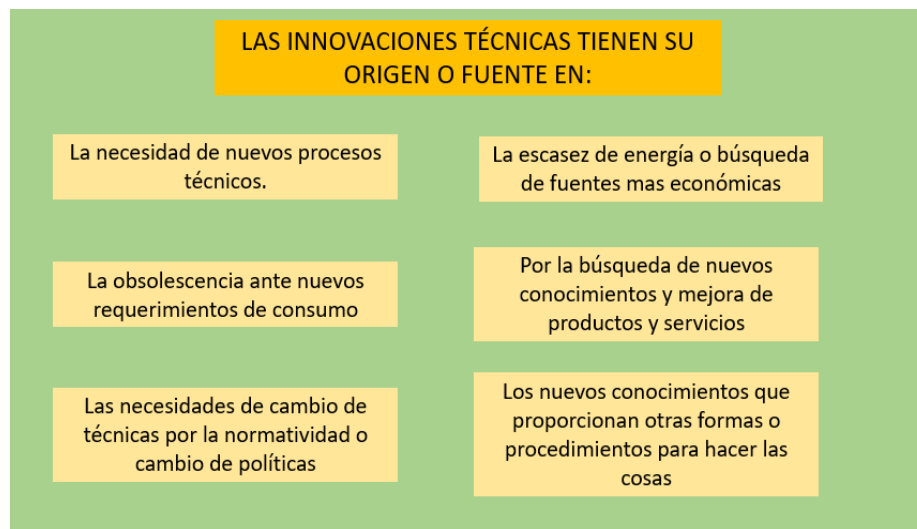 LAS INNOVACIONES TÉCNICAS TIENEN SU
ORIGEN O FUENTE EN:
La necesidad de nuevos procesos
técnicos.
La escasez de energía o búsqueda
de fuentes mas económicas
La obsolescencia ante nuevos
requerimientos de consumo
Por la búsqueda de nuevos
conocimientos y mejora de
productos y servicios
Las necesidades de cambio de
técnicas por la normatividad o
cambio de políticas
Los nuevos conocimientos que
proporcionan otras formas o
procedimientos para hacer las
cosas